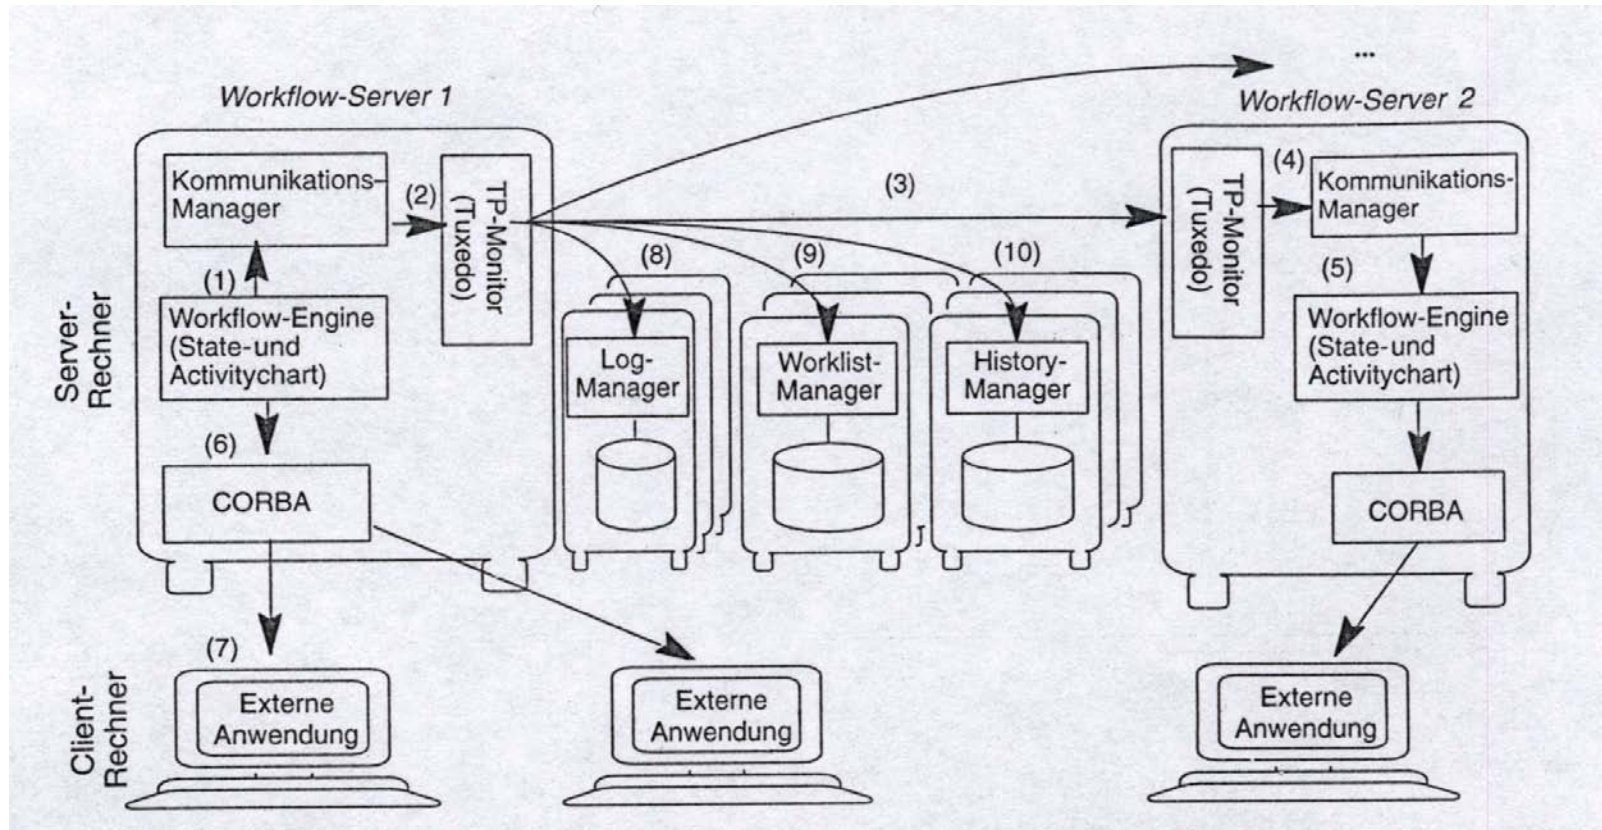 ...
Workflow-Server 1
Workflow-Server 2
Kommunikations-
Manager
(2)
TP-Monitor
(Tuxedo)
(3)
TP-Monitor
(Tuxedo)
(4)
Kommunikations-
Manager
(1)
(8)
(9)
(10)
(5)
Server-
Rechner
Workflow-Engine
(State-und
Activitychart)
Log-
Manager
Worklist-
Manager
History-
Manager
Workflow-Engine
(State-und
Activitychart)
(6)
CORBA
CORBA
(7)
Client-
Rechner
Externe
Anwendung
Externe
Anwendung
Externe
Anwendung